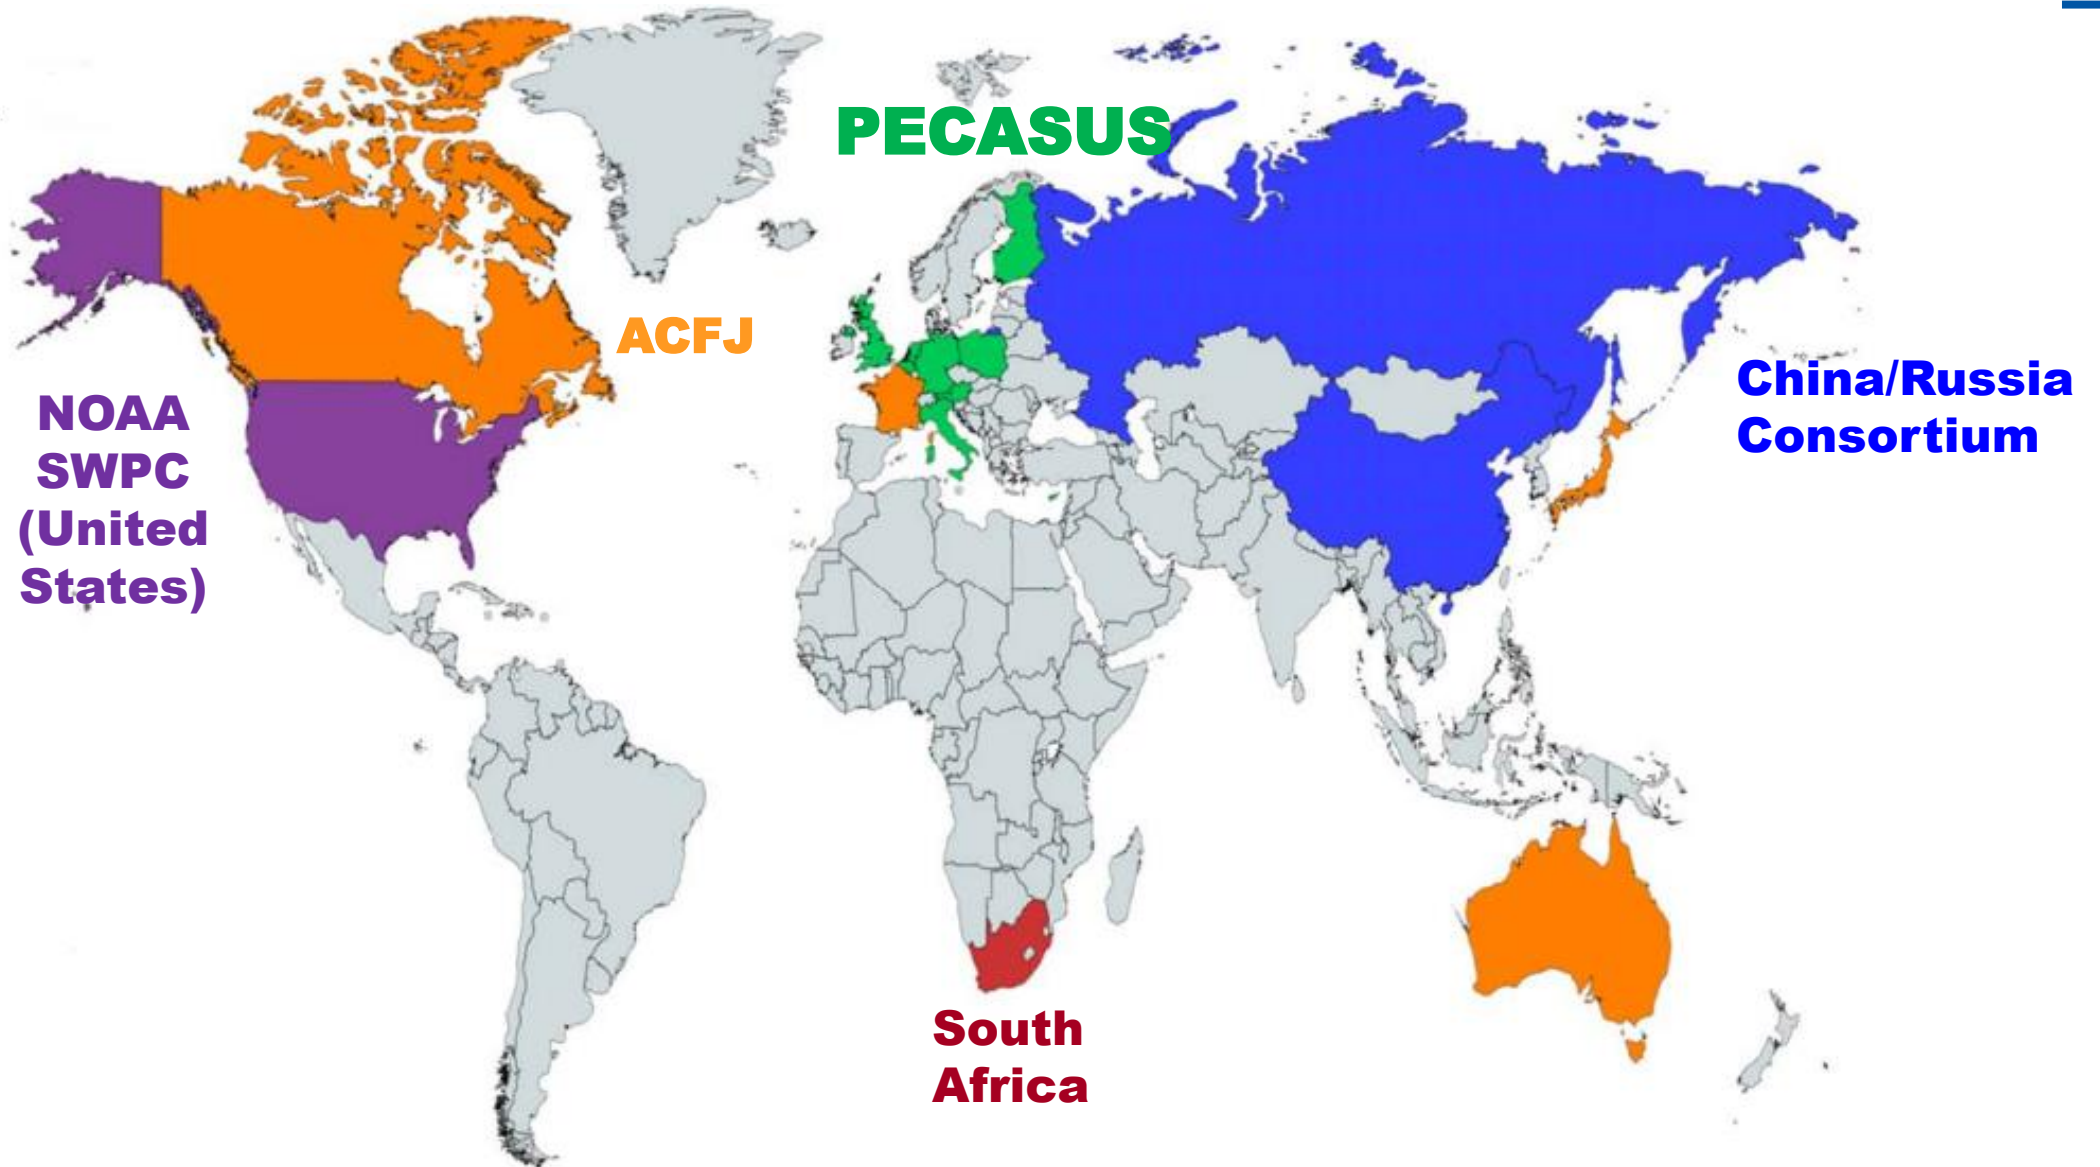 PECASUS
ACFJ
NOAA
SWPC
(United
States)
China/Russia
Consortium
South
Africa